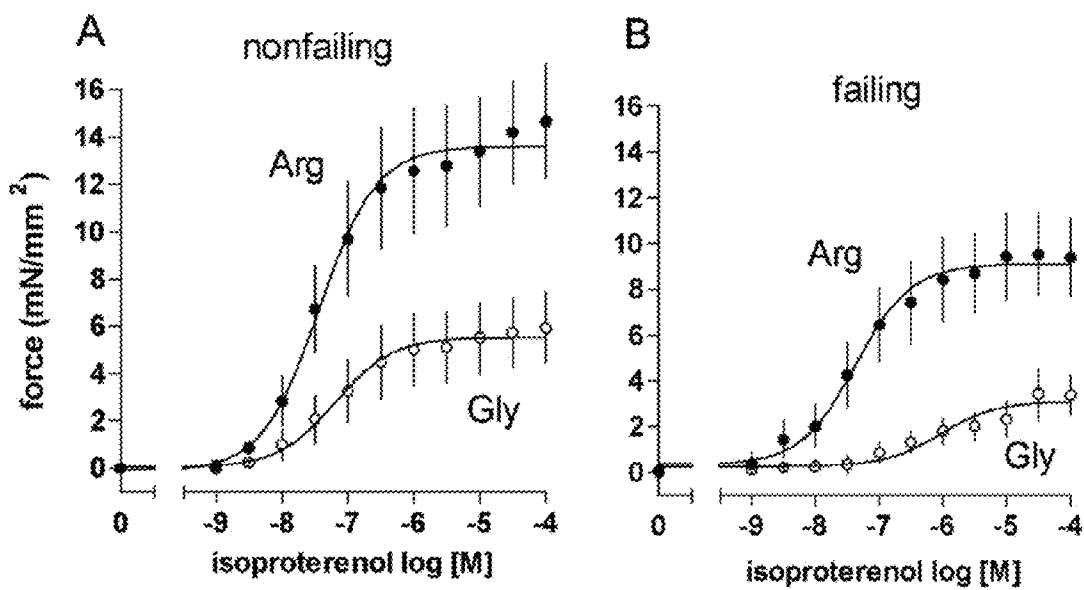 A
nonfailing
16
14
12
10
8
6
4
2
0
force (mN/mm 2)
Arg
Gly
0 -9 -8 -7 -6 -5 -4
isoproterenol log [M]
B
failing
16
14
12
10
8
6
4
2
0
Arg
Gly
0 -9 -8 -7 -6 -5 -4
isoproterenol log [M]